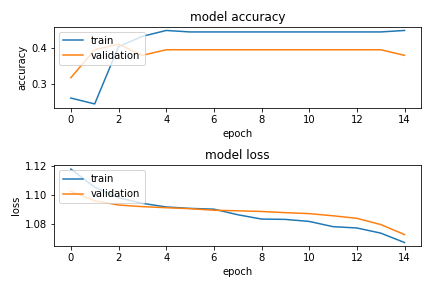 model accuracy
train
validation
accuracy
0.4
0.3
0 2 4 6 8 10 12 14
epoch
model loss
train
validation
loss
1.12
1.10
1.08
0 2 4 6 8 10 12 14
epoch